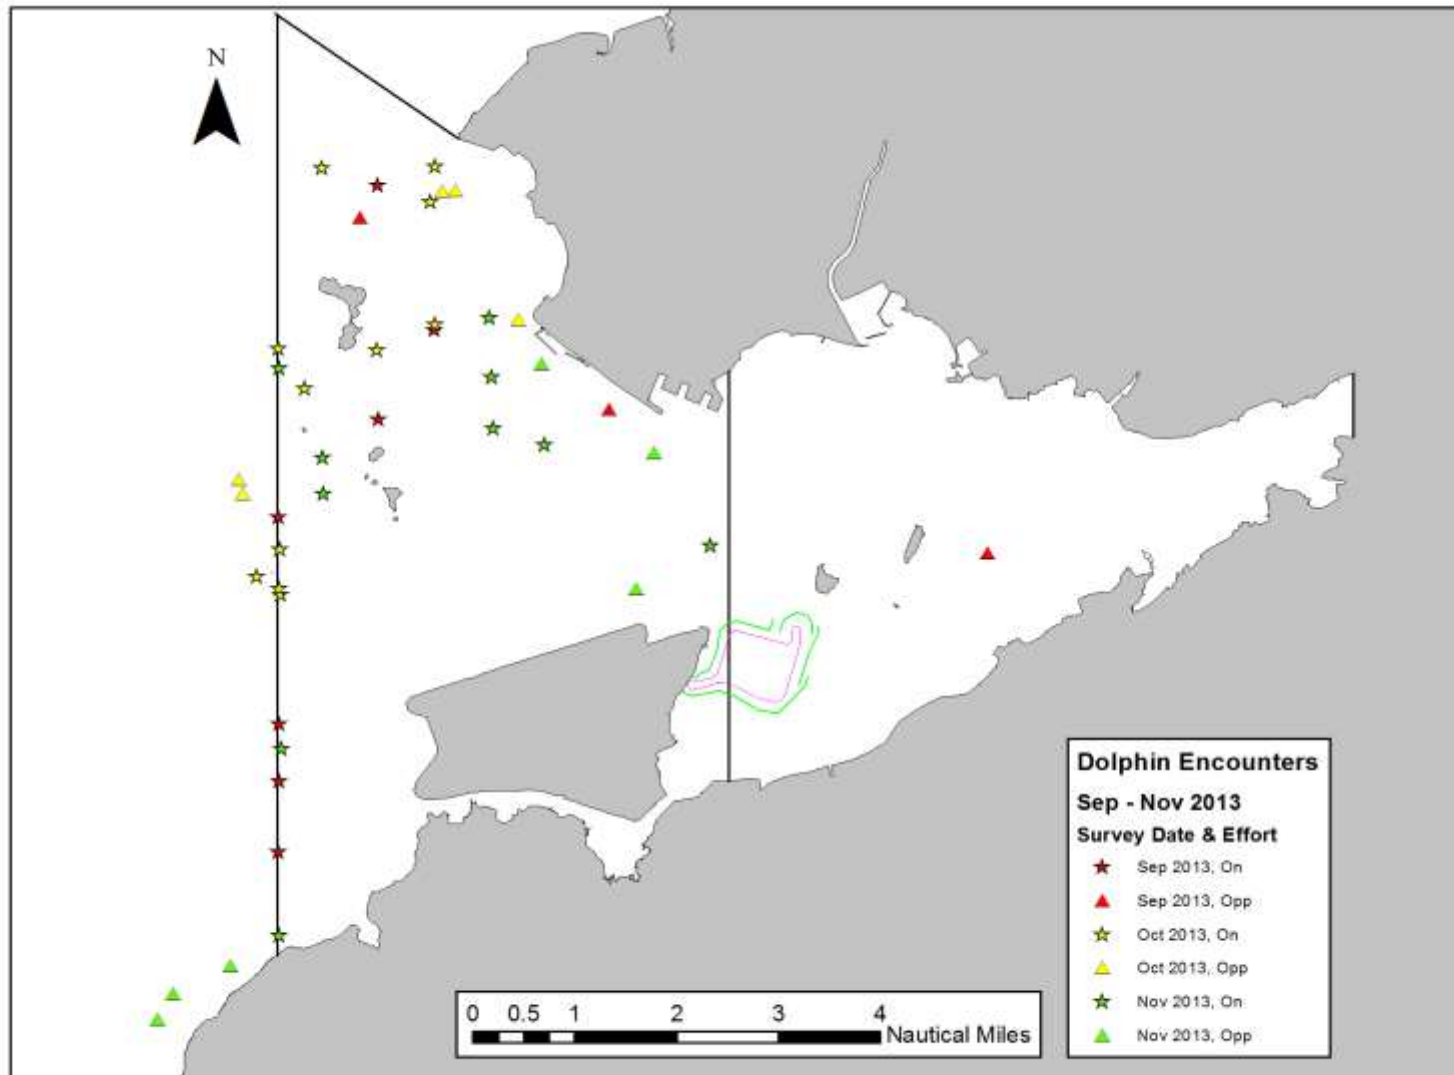 N
Dolphin Encounters
Sep - Nov 2013
Survey Date & Effort
Sep 2013, On
Sep 2013, Opp
Oct 2013, On
Oct 2013, Opp
Nov 2013, On
Nov 2013, Opp
0 0.5 1 2 3 4
Nautical Miles